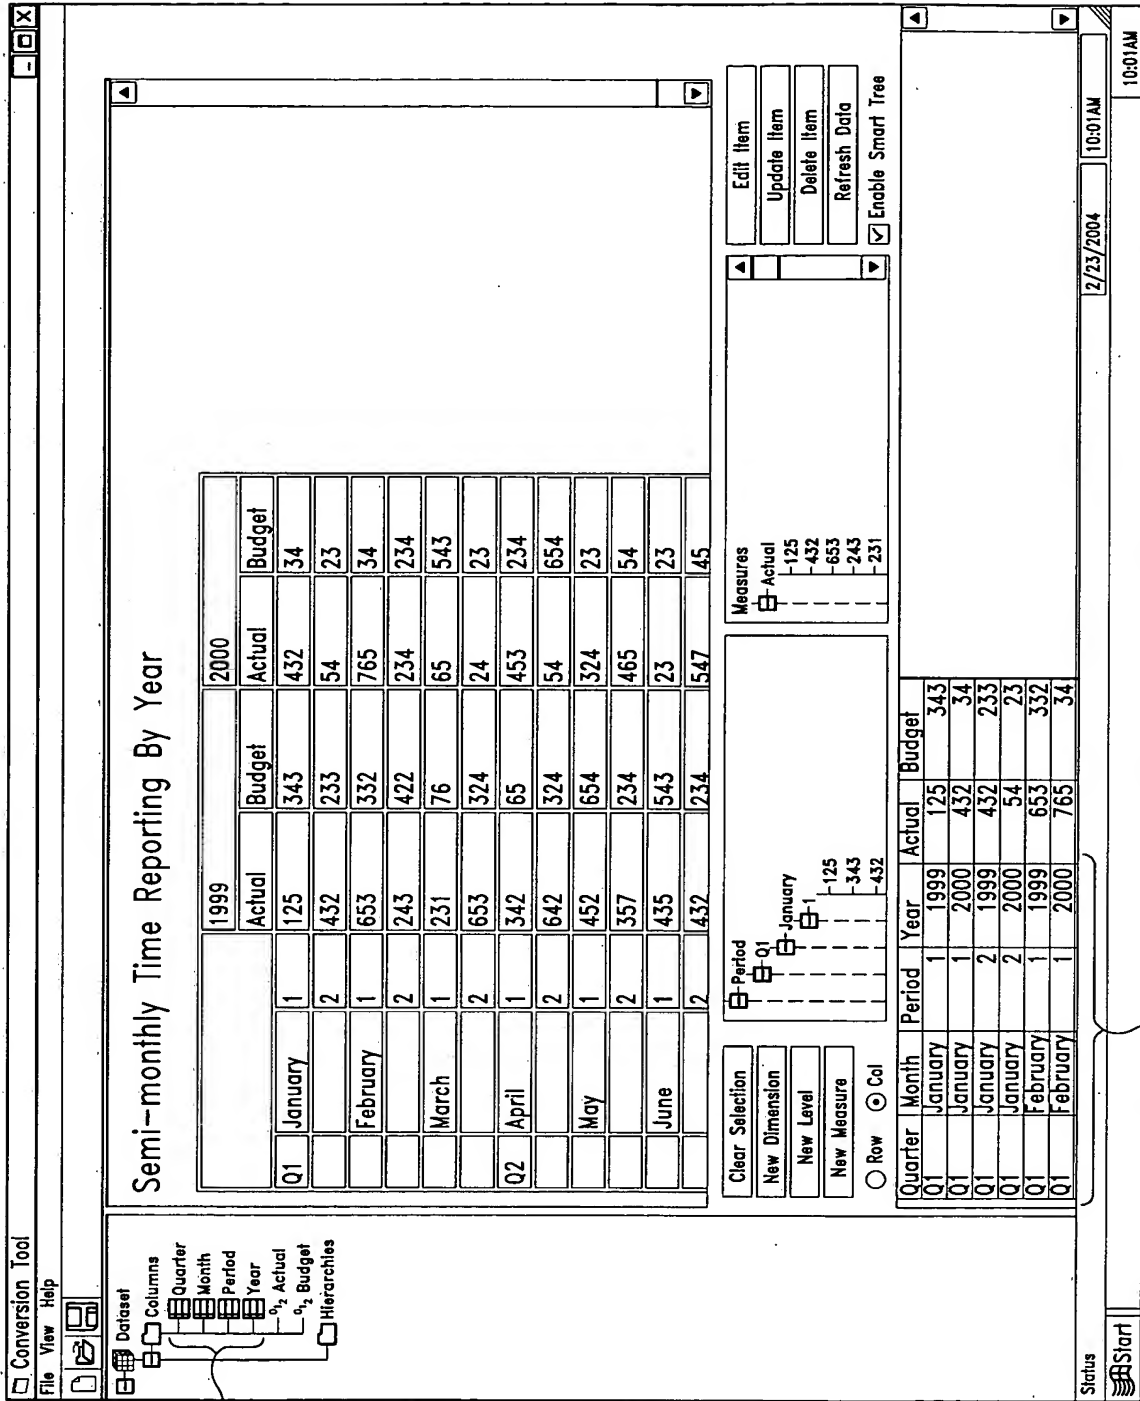 Conversion Tool
File View Help
Dataset
Columns
Quarter
Month
Period
Year
0 1 2 Actual
0 1 2 Budget
Hierarchies
Semi-monthly Time Reporting By Year
1999 2000
Actual Budget Actual Budget
Q1 January 1 125 343 432 34
2 432 233 54 23
February 1 653 332 765 34
2 243 422 234 234
March 1 231 76 65 543
2 653 324 24 23
Q2 April 1 342 65 453 234
2 642 324 54 654
May 1 452 654 324 23
2 357 234 465 54
June 1 435 543 23 23
2 432 234 547 45
Clear Selection
New Dimension
New Level
New Measure
Row Col
Period
Q1
January
1
125
343
432
Measures
Actual
125
432
653
243
231
Edit Item
Update Item
Delete Item
Refresh Data
Enable Smart Tree
Quarter Month Period Year Actual Budget
Q1 January 1 1999 125 343
Q1 January 1 2000 432 34
Q1 January 2 1999 432 233
Q1 January 2 2000 54 23
Q1 February 1 1999 653 332
Q1 February 1 2000 765 34
Status 2/23/2004 10:01AM
Start 10:01AM